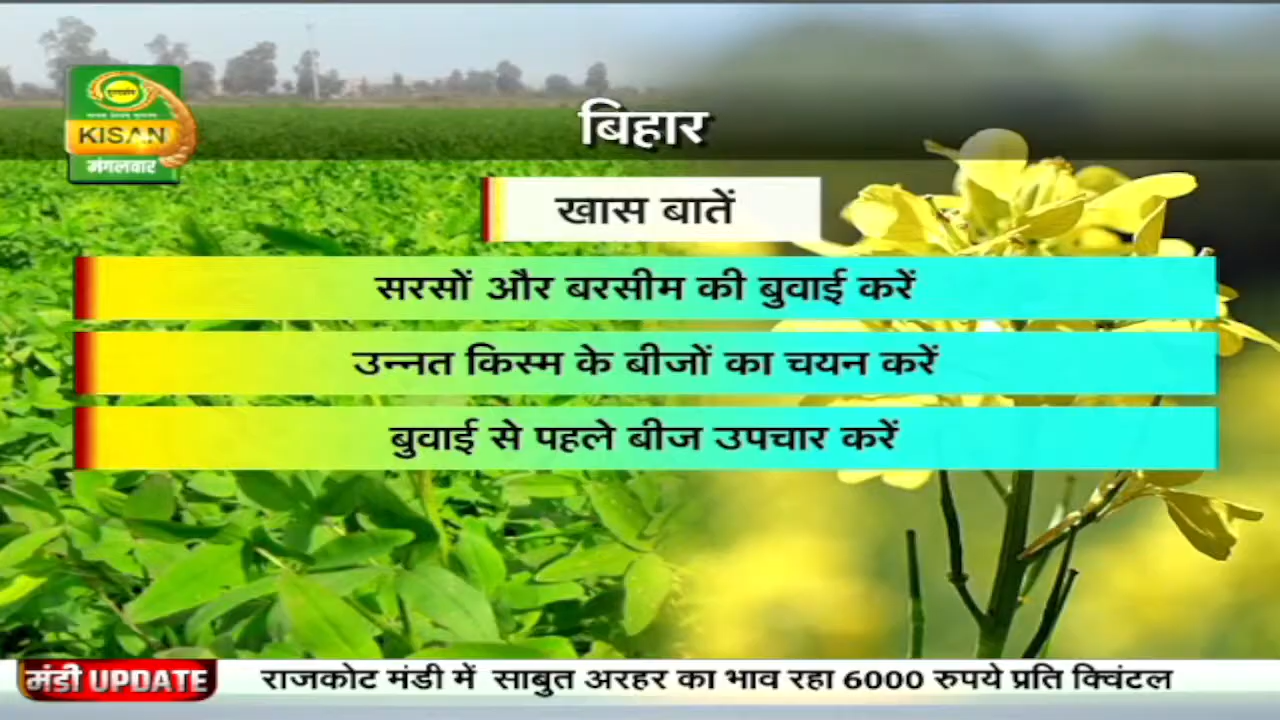 KISAN
मंगलवार
बिहार
खास बातें
सरसों और बरसीम की बुवाई करें
उन्नत किस्म के बीजों का चयन करें
बुवाई से पहले बीज उपचार करें
मंडी UPDATE
राजकोट मंडी में साबुत अरहर का भाव रहा 6000 रुपये प्रति क्विंटल